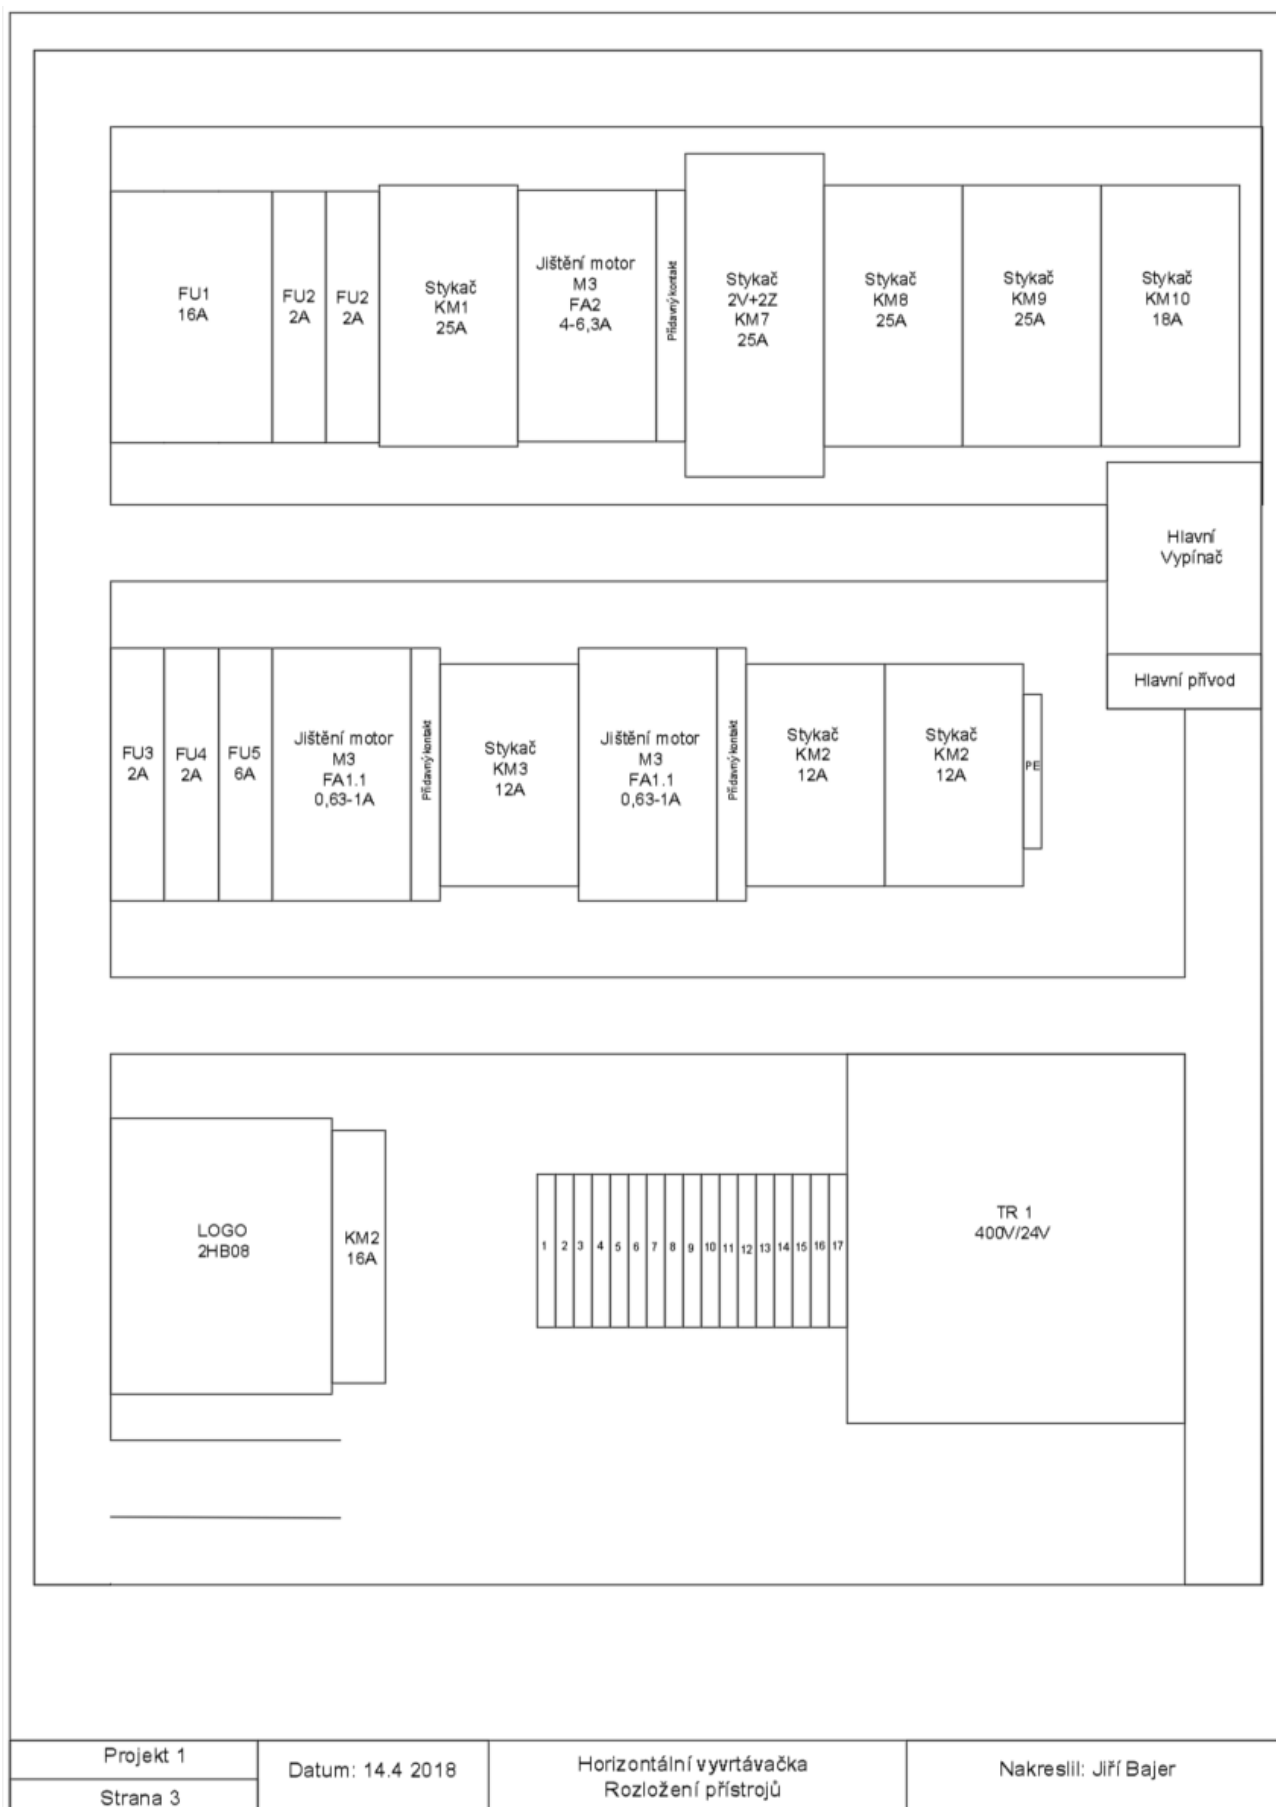 FU1
16A
FU2
2A
FU2
2A
Stykač
KM1
25A
Jištění motor
M3
FA2
4-6,3A
Přídavný kontakt
Stykač
2V+2Z
KM7
25A
Stykač
KM8
25A
Stykač
KM9
25A
Stykač
KM10
18A
Hlavní
Vypínač
Hlavní přívod
FU3
2A
FU4
2A
FU5
6A
Jištění motor
M3
FA1.1
0,63-1A
Přídavný kontakt
Stykač
KM3
12A
Jištění motor
M3
FA1.1
0,63-1A
Přídavný kontakt
Stykač
KM2
12A
Stykač
KM2
12A
PE
LOGO
2HB08
KM2
16A
1 2 3 4 5 6 7 8 9 10 11 12 13 14 15 16 17
TR 1
400V/24V
Projekt 1
Strana 3
Datum: 14.4 2018
Horizontální vyvrtávačka
Rozložení přístrojů
Nakreslil: Jiří Bajer